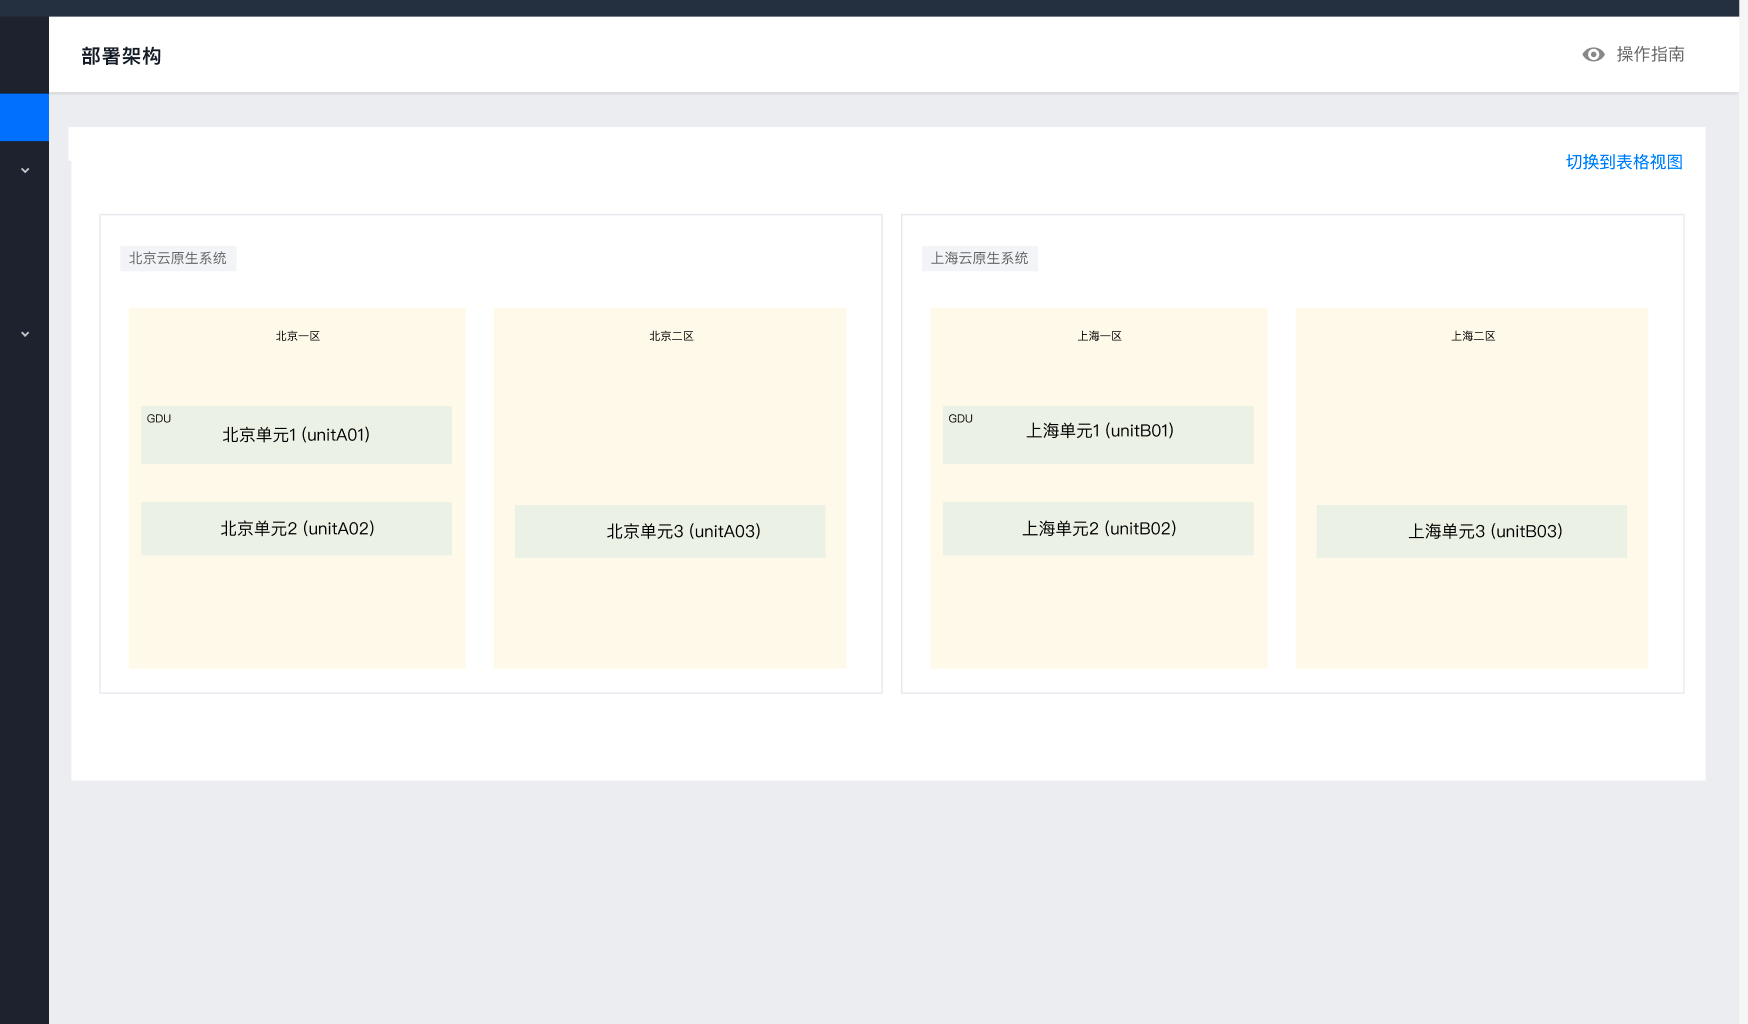 部署架构
操作指南
切换到表格视图
北京云原生系统
北京一区
北京二区
GDU
北京单元1 (unitA01)
北京单元2 (unitA02)
北京单元3 (unitA03)
上海云原生系统
上海一区
上海二区
GDU
上海单元1 (unitB01)
上海单元2 (unitB02)
上海单元3 (unitB03)